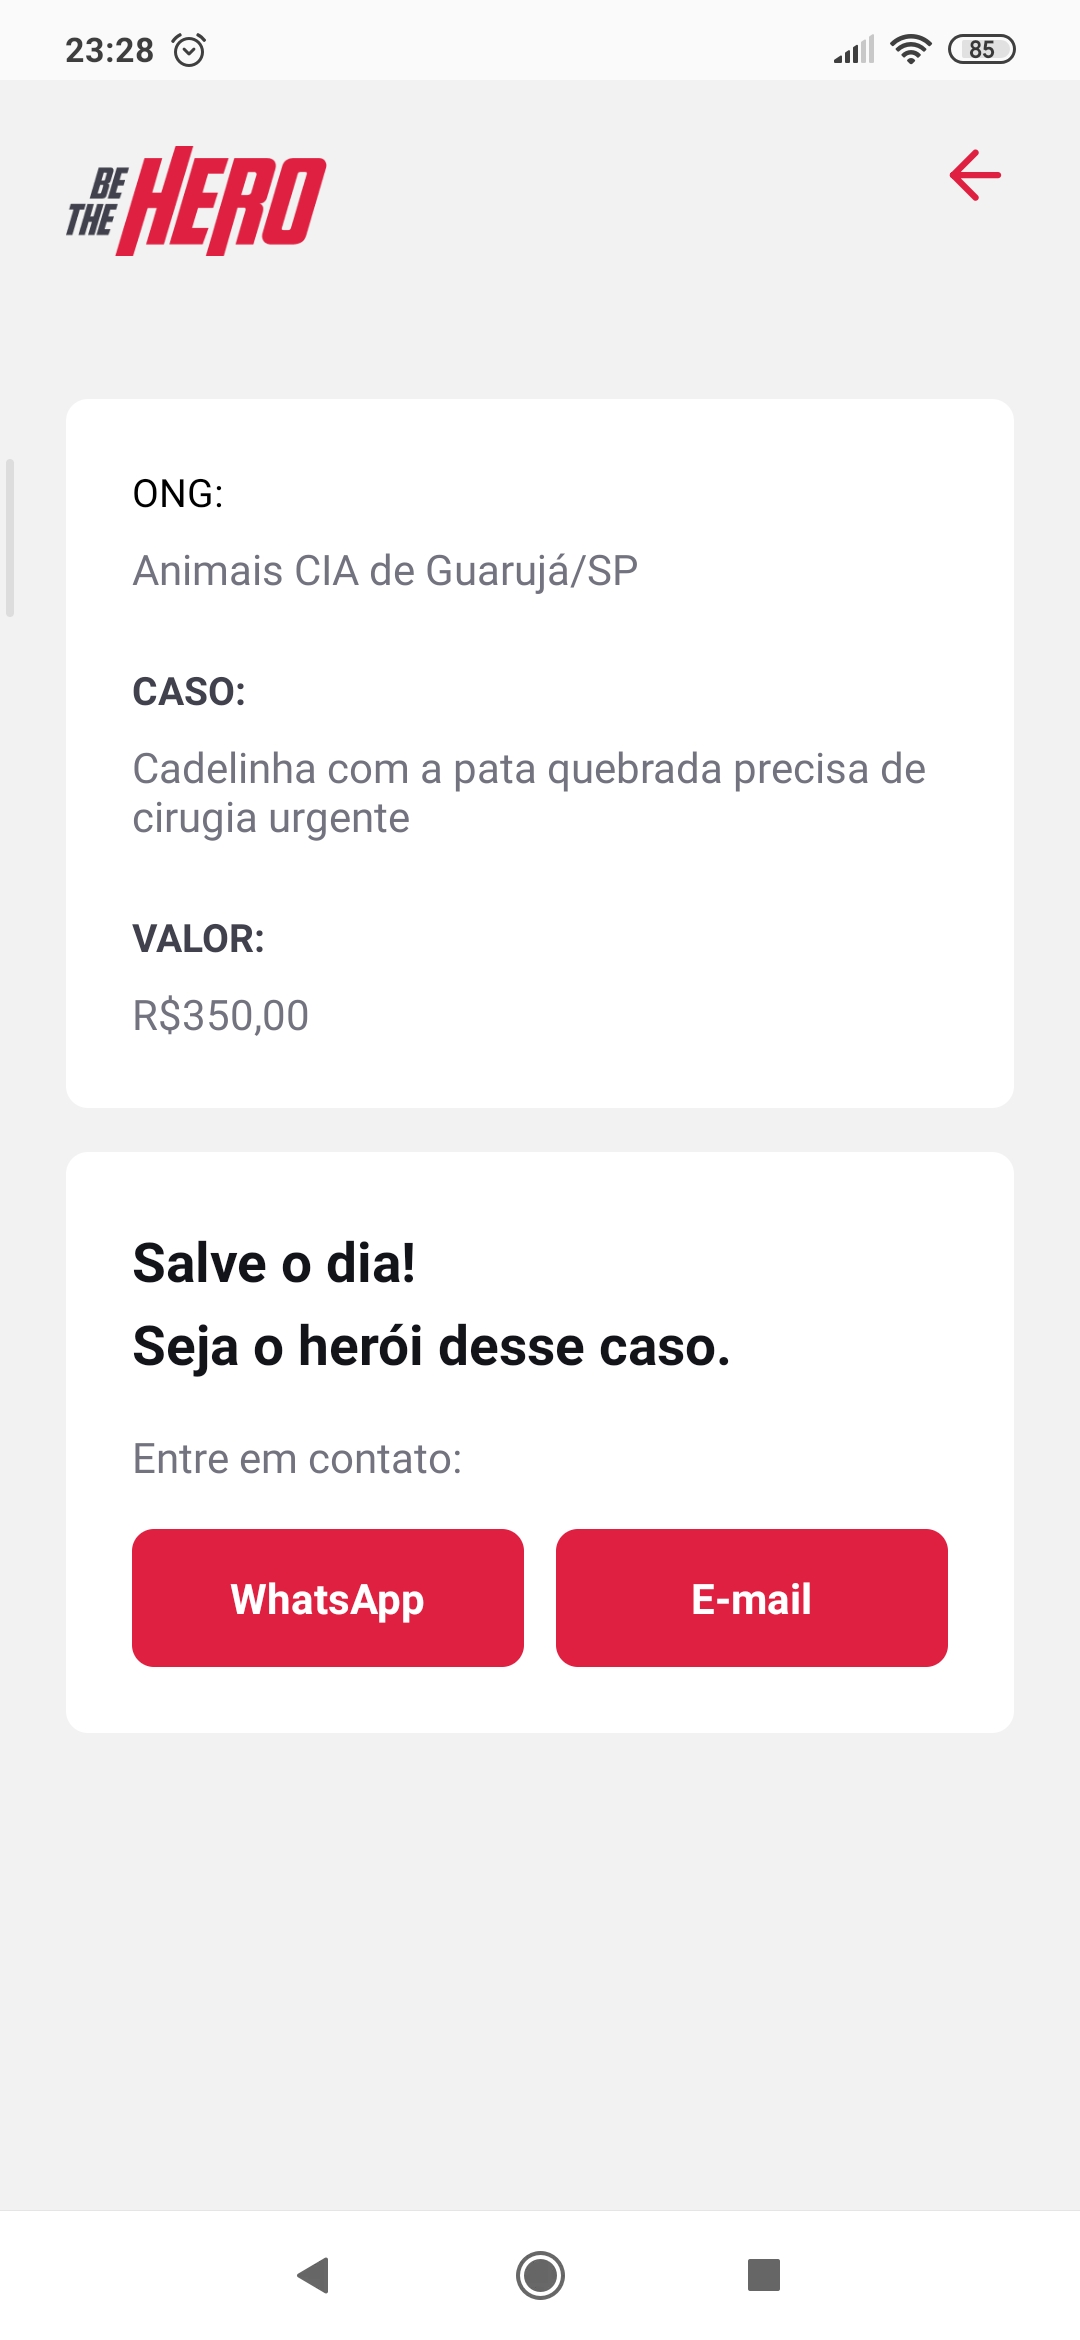 23:28
85
BE
THE
HERO
ONG:
Animais CIA de Guarujá/SP
CASO:
Cadelinha com a pata quebrada precisa de
cirugia urgente
VALOR:
R$350,00
Salve o dia!
Seja o herói desse caso.
Entre em contato:
WhatsApp
E-mail